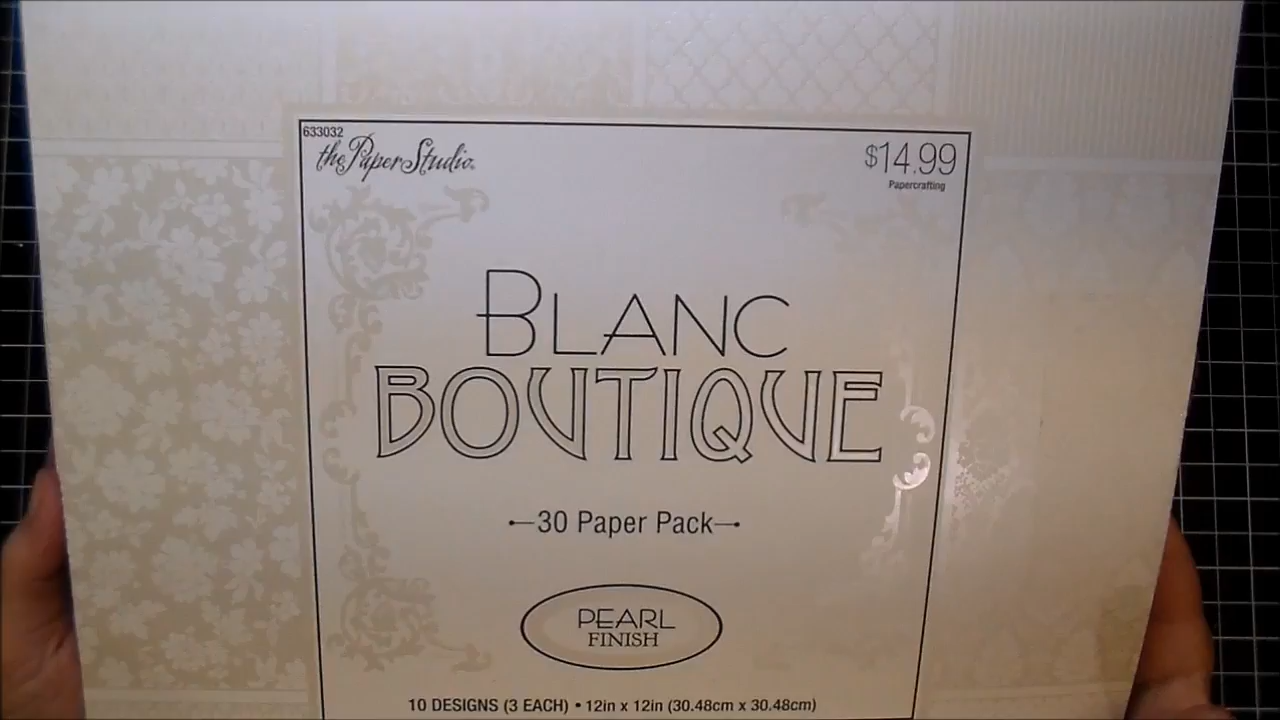 633032
the Paper Studio
$14.99
Papercrafting
BLANC
BOUTIQUE
30 Paper Pack
PEARL
FINISH
10 DESIGNS (3 EACH) • 12in x 12in (30.48cm x 30.48cm)